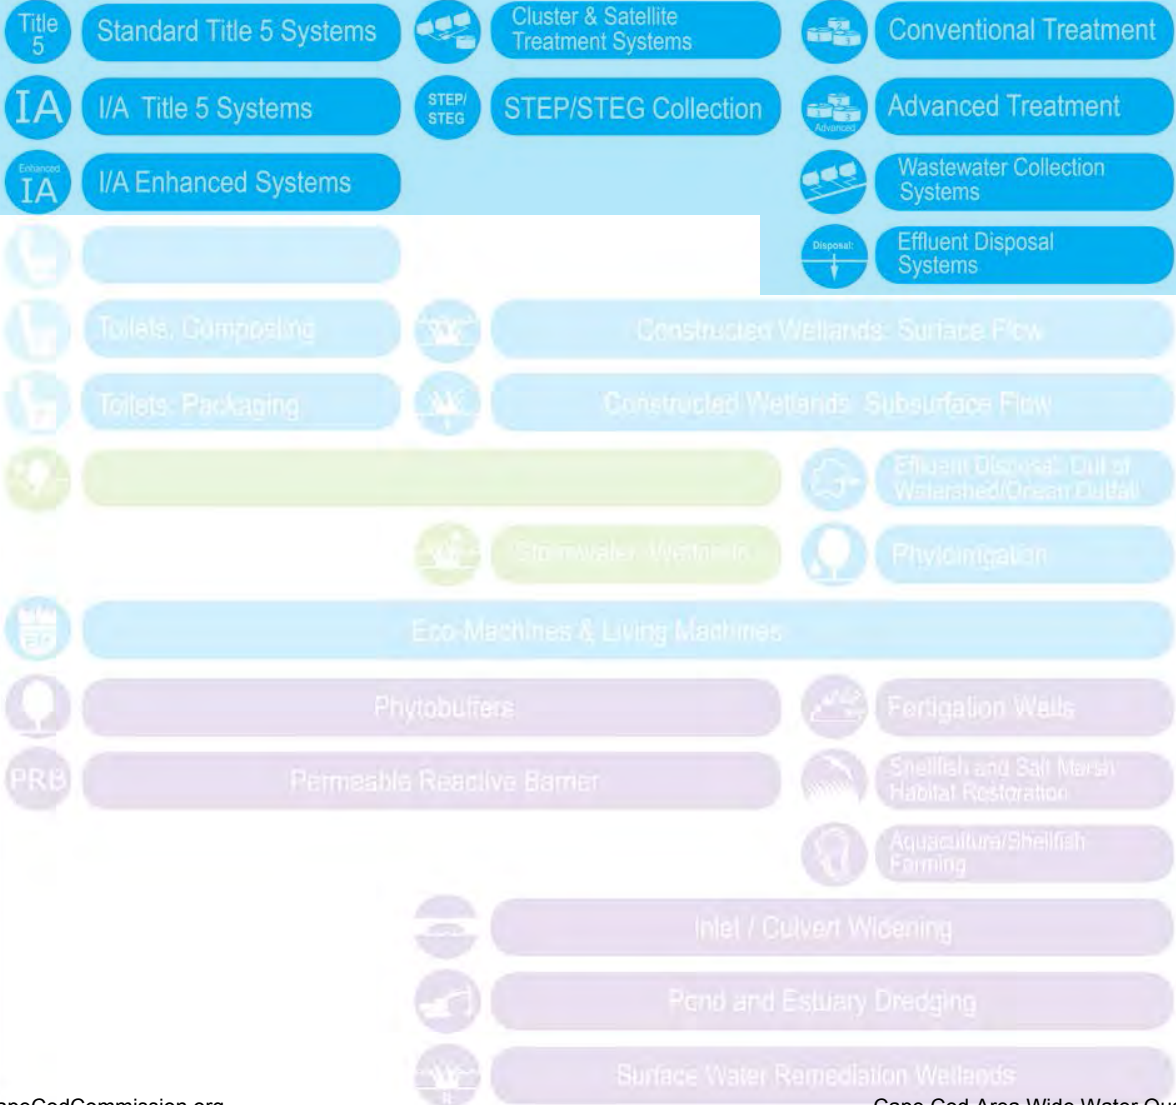 Title
5
Standard Title 5 Systems
Cluster & Satellite
Treatment Systems
Conventional Treatment
IA
I/A Title 5 Systems
STEP/
STEG
STEP/STEG Collection
Advanced
Advanced Treatment
Enhanced
IA
I/A Enhanced Systems
Wastewater Collection
Systems
Disposal:
Effluent Disposal
Systems
Toilets: Composting
Constructed Wetlands: Surface Flow
Toilets: Packaging
Constructed Wetlands: Subsurface Flow
Effluent Disposal: Out of
Watershed/Ocean Outfall
Stormwater: Wetlands
Phytoirrigation
Eco-Machines & Living Machines
Phytobuffers
Fertigation Wells
PRB
Permeable Reactive Barrier
Shellfish and Salt Marsh
Habitat Restoration
Aquaculture/Shellfish
Farming
Inlet / Culvert Widening
Pond and Estuary Dredging
Surface Water Remediation Wetlands
apeCodCommission.org
Cape Cod Area Wide Water Qu